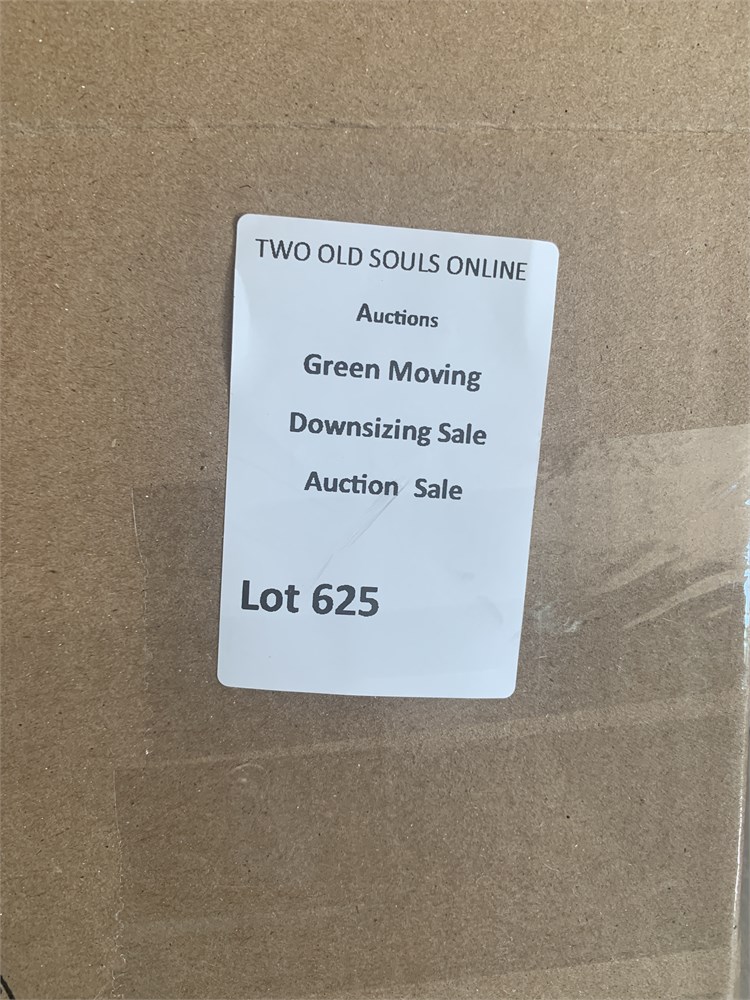 TWO OLD SOULS ONLINE
Auctions
Green Moving
Downsizing Sale
Auction Sale
Lot 625